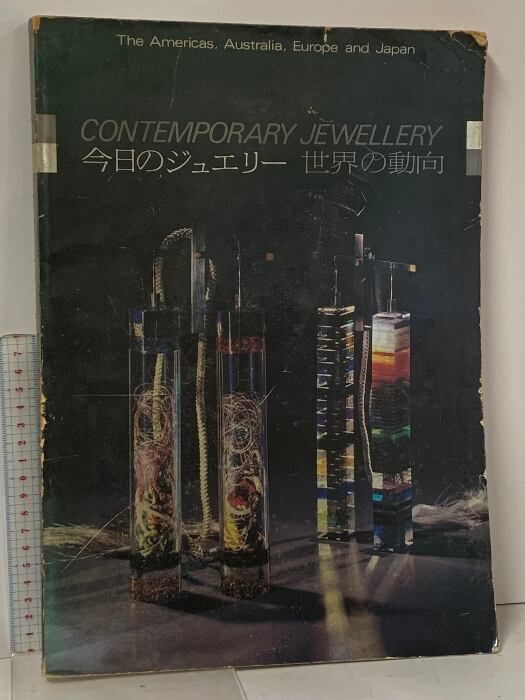 The Americas, Australia, Europe and Japan
CONTEMPORARY JEWELLERY
今日のジュエリー 世界の動向